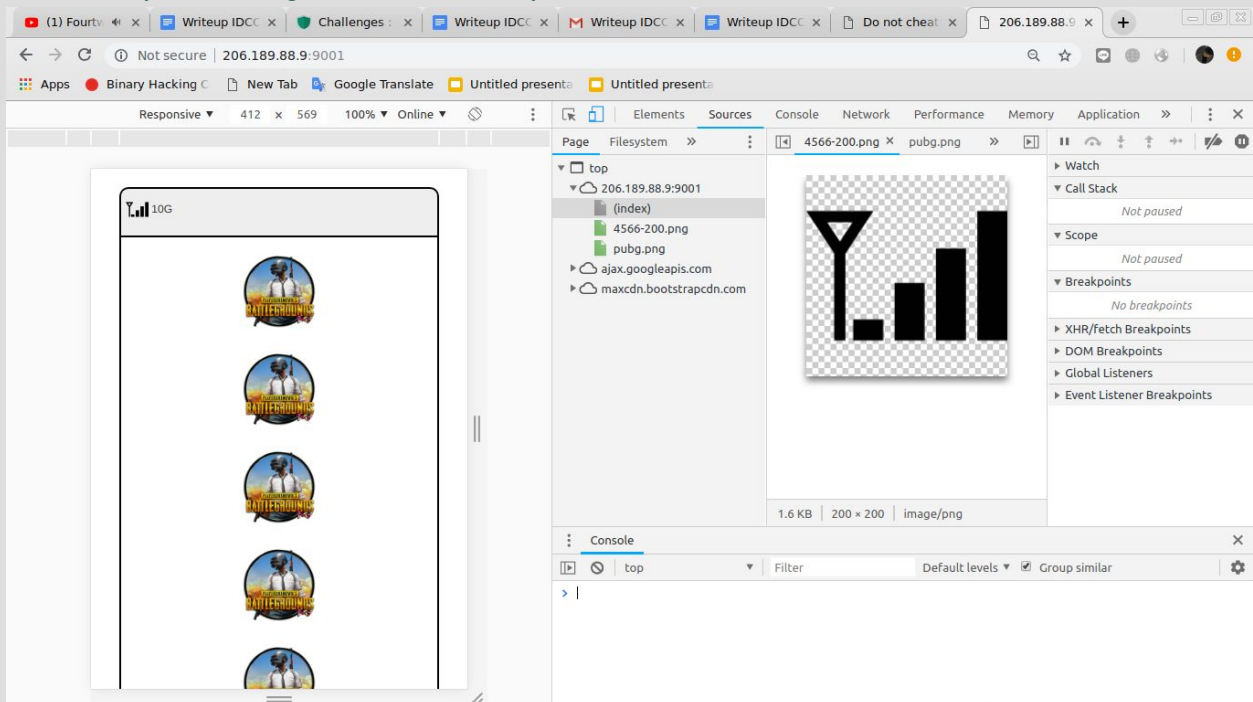 (1) Fourtw
Writeup IDCC
Challenges :
Writeup IDCC
Writeup IDCC
Writeup IDCC
Do not cheat
206.189.88.9
Not secure | 206.189.88.9:9001
Apps
Binary Hacking C
New Tab
Google Translate
Untitled presenta
Untitled presenta
Responsive ▼ 412 x 569 100% ▼ Online ▼
Elements Sources Console Network Performance Memory Application »
Page Filesystem »
4566-200.png × pubg.png »
top
206.189.88.9:9001
(index)
4566-200.png
pubg.png
ajax.googleapis.com
maxcdn.bootstrapcdn.com
10G
BATTLEGROUNDS
BATTLEGROUNDS
BATTLEGROUNDS
BATTLEGROUNDS
1.6 KB | 200 × 200 | image/png
Watch
Call Stack
Not paused
Scope
Not paused
Breakpoints
No breakpoints
XHR/fetch Breakpoints
DOM Breakpoints
Global Listeners
Event Listener Breakpoints
Console
top ▼ Filter Default levels ▼ Group similar
>